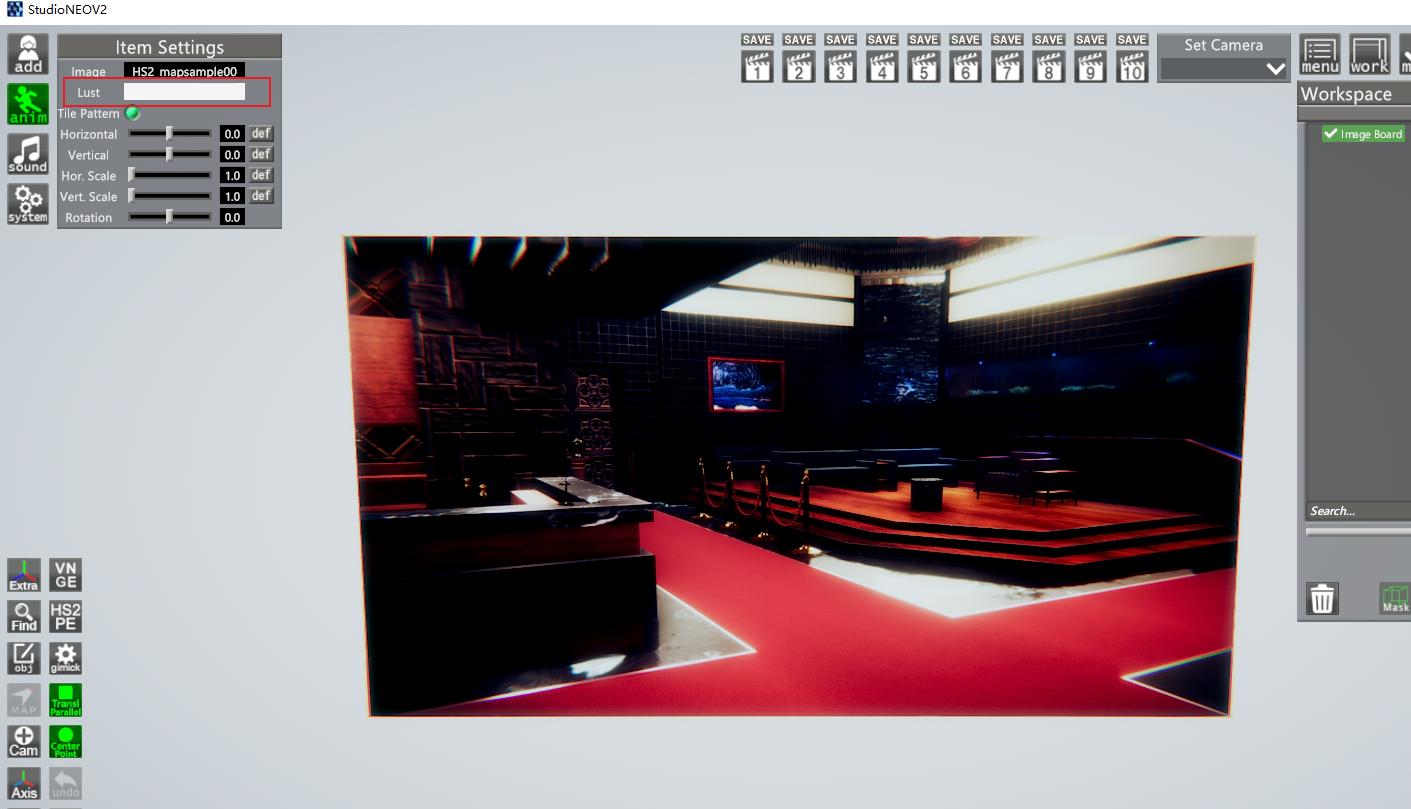 StudioNEOV2
add
anim
sound
system
Item Settings
Image HS2_mapsample00
Lust
Tile Pattern
Horizontal 0.0 def
Vertical 0.0 def
Hor. Scale 1.0 def
Vert. Scale 1.0 def
Rotation 0.0
SAVE SAVE SAVE SAVE SAVE SAVE SAVE SAVE SAVE SAVE
1 2 3 4 5 6 7 8 9 10
Set Camera
menu work
Workspace
Image Board
Search...
Mask
Extra VNGE
Find HS2PE
obj gimick
MAP Transl Parallel
Cam Center Point
Axis undo